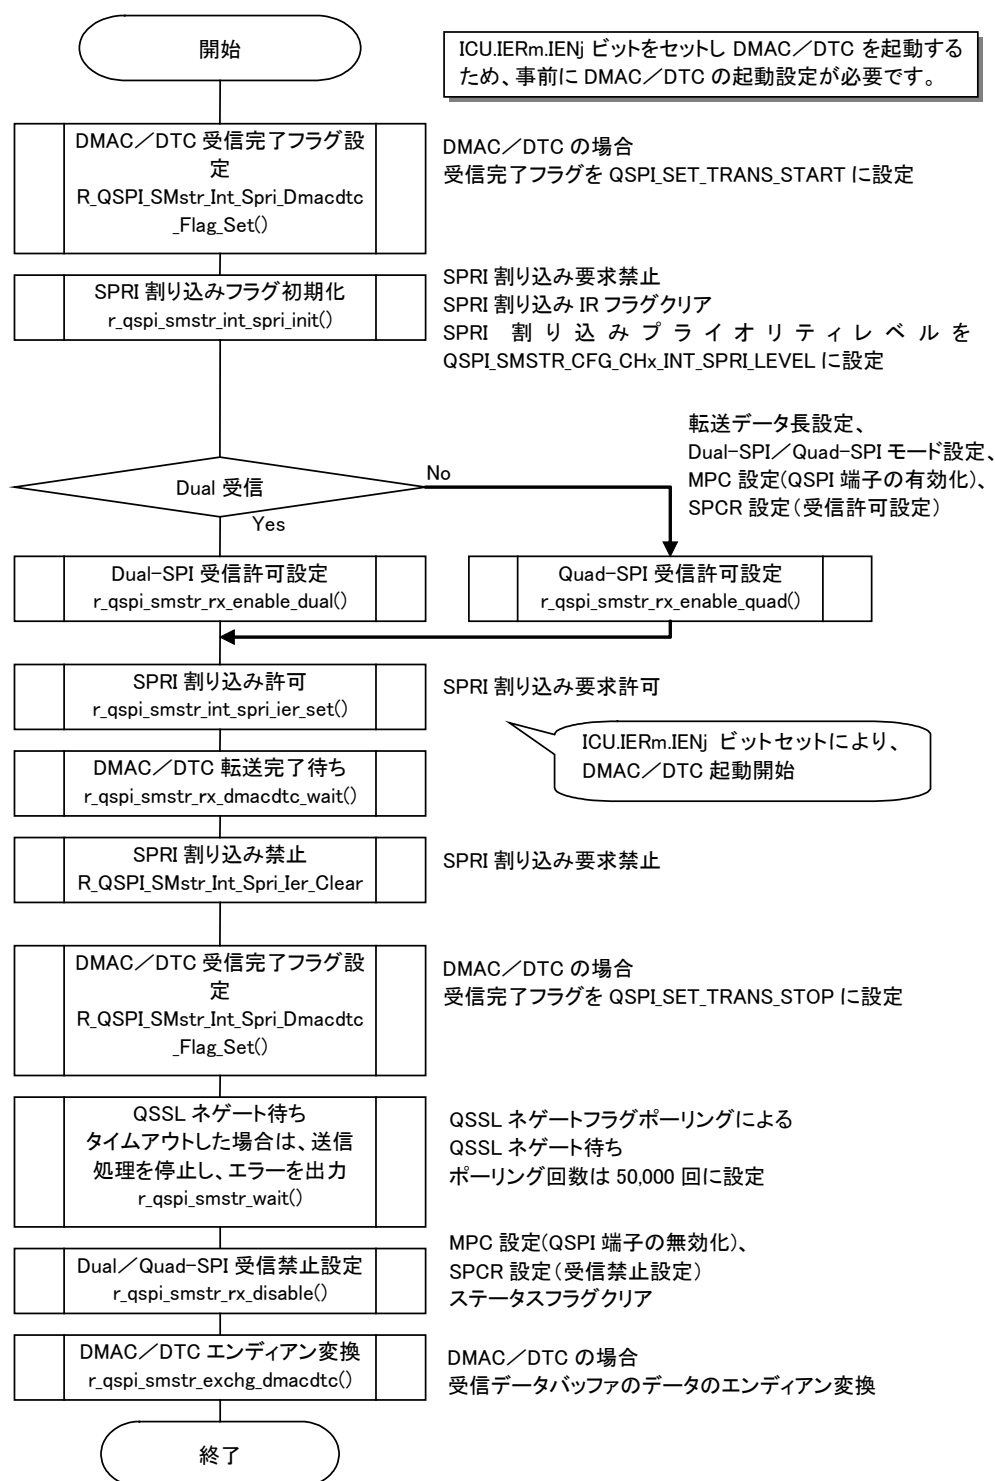 開始
ICU.IERm.IENj ビットをセットし DMAC／DTC を起動する
ため、事前に DMAC／DTC の起動設定が必要です。
DMAC／DTC 受信完了フラグ設
定
R_QSPI_SMstr_Int_Spri_Dmacdtc
_Flag_Set()
DMAC／DTC の場合
受信完了フラグを QSPI_SET_TRANS_START に設定
SPRI 割り込みフラグ初期化
r_qspi_smstr_int_spri_init()
SPRI 割り込み要求禁止
SPRI 割り込み IR フラグクリア
SPRI 割り込みプライオリティレベルを
QSPI_SMSTR_CFG_CHx_INT_SPRI_LEVEL に設定
転送データ長設定、
Dual-SPI／Quad-SPI モード設定、
MPC 設定(QSPI 端子の有効化)、
SPCR 設定（受信許可設定）
Dual 受信
No
Yes
Dual-SPI 受信許可設定
r_qspi_smstr_rx_enable_dual()
Quad-SPI 受信許可設定
r_qspi_smstr_rx_enable_quad()
SPRI 割り込み許可
r_qspi_smstr_int_spri_ier_set()
SPRI 割り込み要求許可
ICU.IERm.IENj ビットセットにより、
DMAC／DTC 起動開始
DMAC／DTC 転送完了待ち
r_qspi_smstr_rx_dmacdtc_wait()
SPRI 割り込み禁止
R_QSPI_SMstr_Int_Spri_Ier_Clear
SPRI 割り込み要求禁止
DMAC／DTC 受信完了フラグ設
定
R_QSPI_SMstr_Int_Spri_Dmacdtc
_Flag_Set()
DMAC／DTC の場合
受信完了フラグを QSPI_SET_TRANS_STOP に設定
QSSL ネゲート待ち
タイムアウトした場合は、送信
処理を停止し、エラーを出力
r_qspi_smstr_wait()
QSSL ネゲートフラグポーリングによる
QSSL ネゲート待ち
ポーリング回数は 50,000 回に設定
Dual／Quad-SPI 受信禁止設定
r_qspi_smstr_rx_disable()
MPC 設定(QSPI 端子の無効化)、
SPCR 設定（受信禁止設定）
ステータスフラグクリア
DMAC／DTC エンディアン変換
r_qspi_smstr_exchg_dmacdtc()
DMAC／DTC の場合
受信データバッファのデータのエンディアン変換
終了